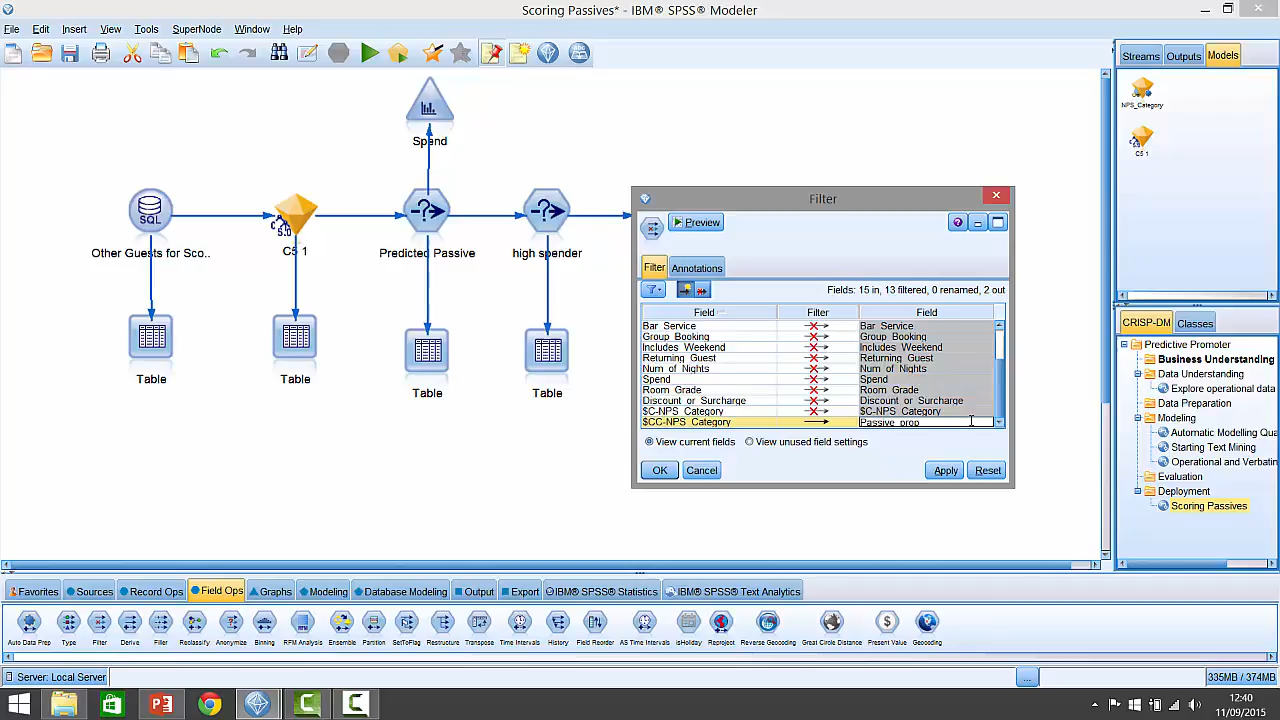 Scoring Passives* - IBM® SPSS® Modeler
File Edit Insert View Tools SuperNode Window Help
Streams Outputs Models
NPS_Category
C5 1
Spend
SQL
Other Guests for Sco..
C5 1
Predicted Passive
high spender
Table
Table
Table
Table
Filter
Preview
Filter Annotations
Fields: 15 in, 13 filtered, 0 renamed, 2 out
Field Filter Field
Bar Service Bar Service
Group Booking Group Booking
Includes Weekend Includes Weekend
Returning Guest Returning Guest
Num of Nights Num of Nights
Spend Spend
Room Grade Room Grade
Discount or Surcharge Discount or Surcharge
$C-NPS Category $C-NPS Category
$CC-NPS Category Passive prop
View current fields View unused field settings
OK Cancel Apply Reset
CRISP-DM Classes
Predictive Promoter
Business Understanding
Data Understanding
Explore operational data
Data Preparation
Modeling
Automatic Modelling Qua
Starting Text Mining
Operational and Verbatin
Evaluation
Deployment
Scoring Passives
Favorites Sources Record Ops Field Ops Graphs Modeling Database Modeling Output Export IBM® SPSS® Statistics IBM® SPSS® Text Analytics
Auto Data Prep Type Filter Derive Filler Reclassify Anonymize Binning RFM Analysis Ensemble Partition SetToFlag Restructure Transpose Time Intervals History Field Reorder AS Time Intervals isHoliday Reproject Reverse Geocoding Great Circle Distance Present Value Geocoding
Server: Local Server ... 335MB / 374MB
12:40
11/09/2015